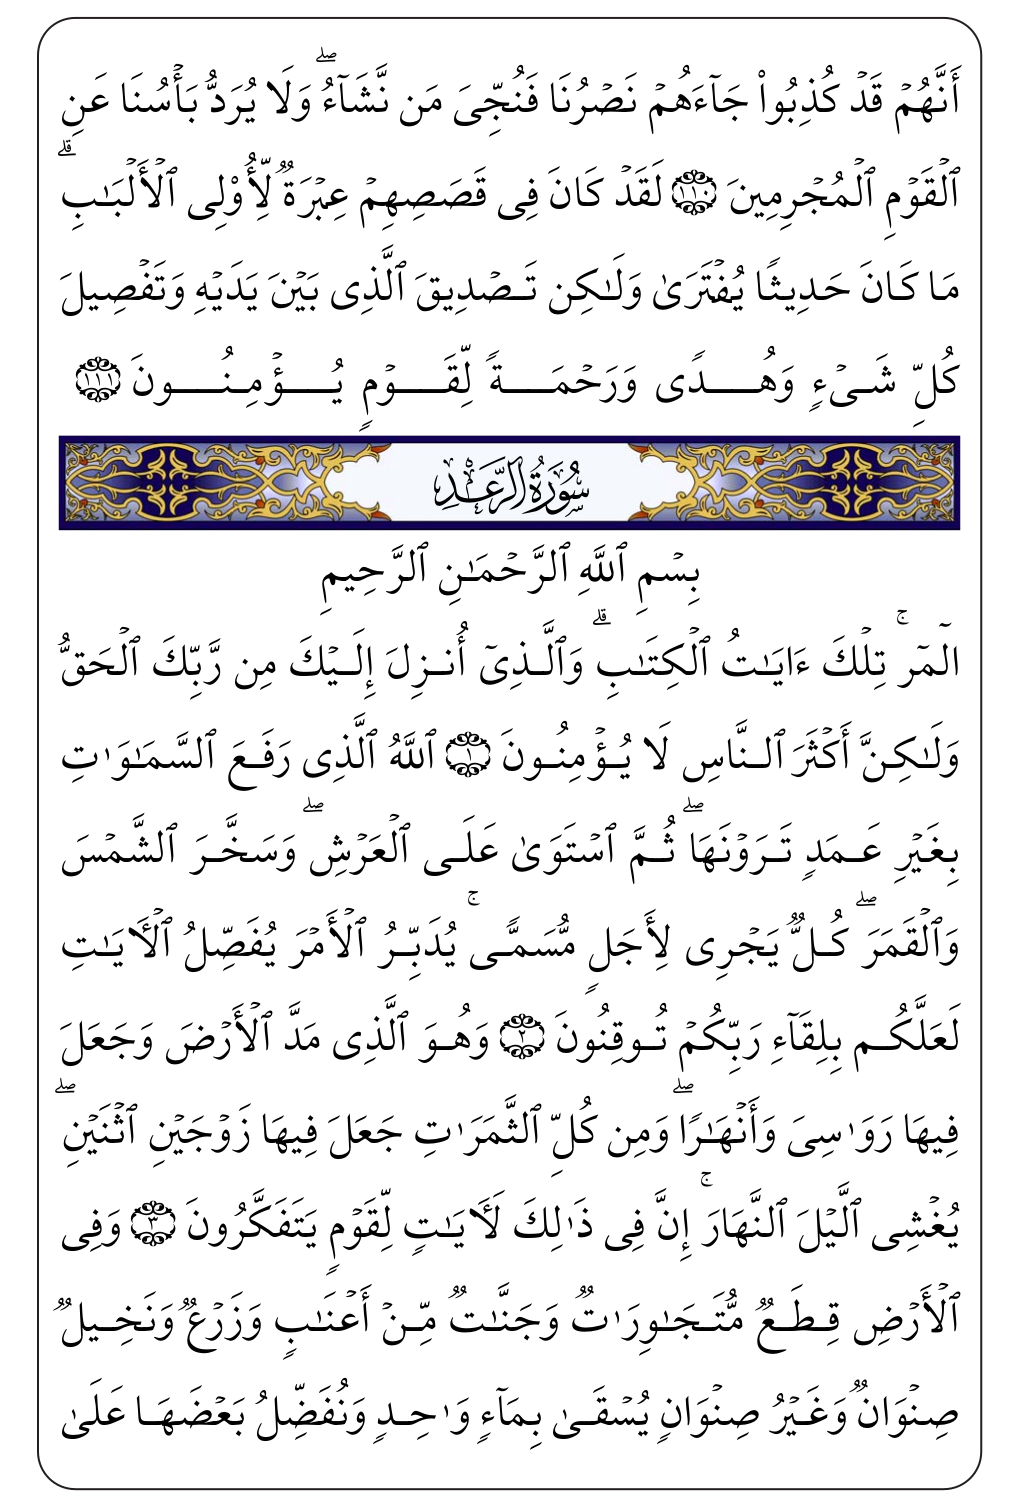 أَنَّهُمۡ قَدۡ كُذِبُواْ جَآءَهُمۡ نَصۡرُنَا فَنُجِّىَ مَن نَّشَآءُۖ وَلَا يُرَدُّ بَأۡسُنَا عَنِ
ٱلۡقَوۡمِ ٱلۡمُجۡرِمِينَ ١١٠ لَقَدۡ كَانَ فِى قَصَصِهِمۡ عِبۡرَةٞ لِّأُوْلِى ٱلۡأَلۡبَٰبِۗ
مَا كَانَ حَدِيثٗا يُفۡتَرَىٰ وَلَٰكِن تَصۡدِيقَ ٱلَّذِى بَيۡنَ يَدَيۡهِ وَتَفۡصِيلَ
كُلِّ شَىۡءٖ وَهُدٗى وَرَحۡمَةٗ لِّقَوۡمٖ يُؤۡمِنُونَ ١١١
سُورَةُ الرَّعْدِ
بِسۡمِ ٱللَّهِ ٱلرَّحۡمَٰنِ ٱلرَّحِيمِ
الٓمٓرۚ تِلۡكَ ءَايَٰتُ ٱلۡكِتَٰبِۗ وَٱلَّذِىٓ أُنزِلَ إِلَيۡكَ مِن رَّبِّكَ ٱلۡحَقُّ
وَلَٰكِنَّ أَكۡثَرَ ٱلنَّاسِ لَا يُؤۡمِنُونَ ١ ٱللَّهُ ٱلَّذِى رَفَعَ ٱلسَّمَٰوَٰتِ
بِغَيۡرِ عَمَدٖ تَرَوۡنَهَاۖ ثُمَّ ٱسۡتَوَىٰ عَلَى ٱلۡعَرۡشِۖ وَسَخَّرَ ٱلشَّمۡسَ
وَٱلۡقَمَرَۖ كُلّٞ يَجۡرِى لِأَجَلٖ مُّسَمّٗىۚ يُدَبِّرُ ٱلۡأَمۡرَ يُفَصِّلُ ٱلۡأٓيَٰتِ
لَعَلَّكُم بِلِقَآءِ رَبِّكُمۡ تُوقِنُونَ ٢ وَهُوَ ٱلَّذِى مَدَّ ٱلۡأَرۡضَ وَجَعَلَ
فِيهَا رَوَٰسِىَ وَأَنۡهَٰرٗاۖ وَمِن كُلِّ ٱلثَّمَرَٰتِ جَعَلَ فِيهَا زَوۡجَيۡنِ ٱثۡنَيۡنِۖ
يُغۡشِى ٱلَّيۡلَ ٱلنَّهَارَۚ إِنَّ فِى ذَٰلِكَ لَأٓيَٰتٖ لِّقَوۡمٖ يَتَفَكَّرُونَ ٣ وَفِى
ٱلۡأَرۡضِ قِطَعٞ مُّتَجَٰوِرَٰتٞ وَجَنَّٰتٞ مِّنۡ أَعۡنَٰبٖ وَزَرۡعٞ وَنَخِيلٞ
صِنۡوَانٞ وَغَيۡرُ صِنۡوَانٖ يُسۡقَىٰ بِمَآءٖ وَٰحِدٖ وَنُفَضِّلُ بَعۡضَهَا عَلَىٰ